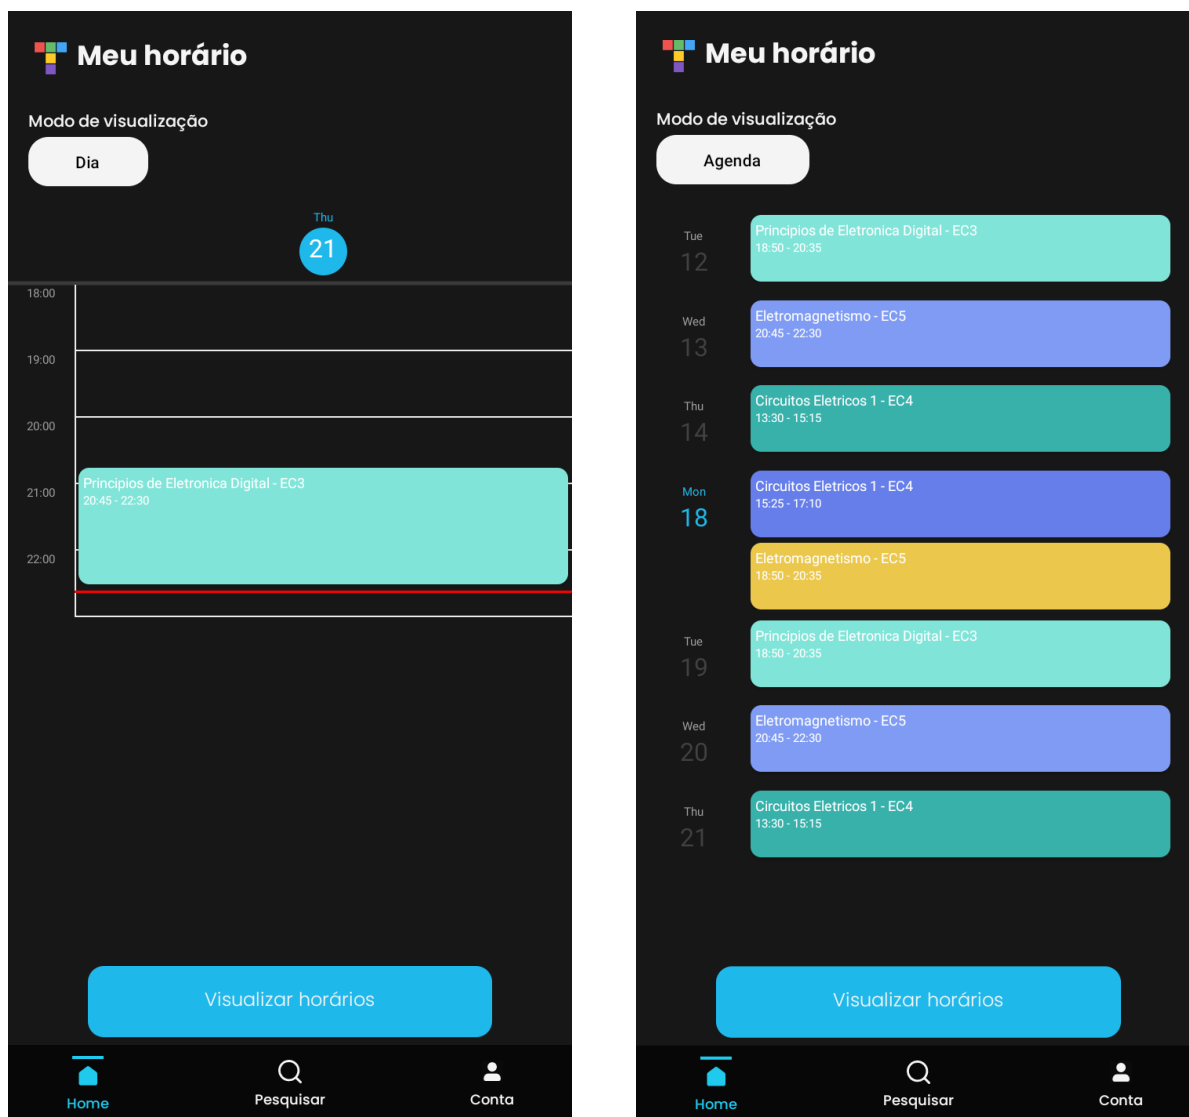 Meu horário
Modo de visualização
Dia
Thu
21
18:00
19:00
20:00
21:00
Principios de Eletronica Digital - EC3
20:45 - 22:30
22:00
Visualizar horários
Home
Pesquisar
Conta
Meu horário
Modo de visualização
Agenda
Tue
12
Principios de Eletronica Digital - EC3
18:50 - 20:35
Wed
13
Eletromagnetismo - EC5
20:45 - 22:30
Thu
14
Circuitos Eletricos 1 - EC4
13:30 - 15:15
Mon
18
Circuitos Eletricos 1 - EC4
15:25 - 17:10
Eletromagnetismo - EC5
18:50 - 20:35
Tue
19
Principios de Eletronica Digital - EC3
18:50 - 20:35
Wed
20
Eletromagnetismo - EC5
20:45 - 22:30
Thu
21
Circuitos Eletricos 1 - EC4
13:30 - 15:15
Visualizar horários
Home
Pesquisar
Conta